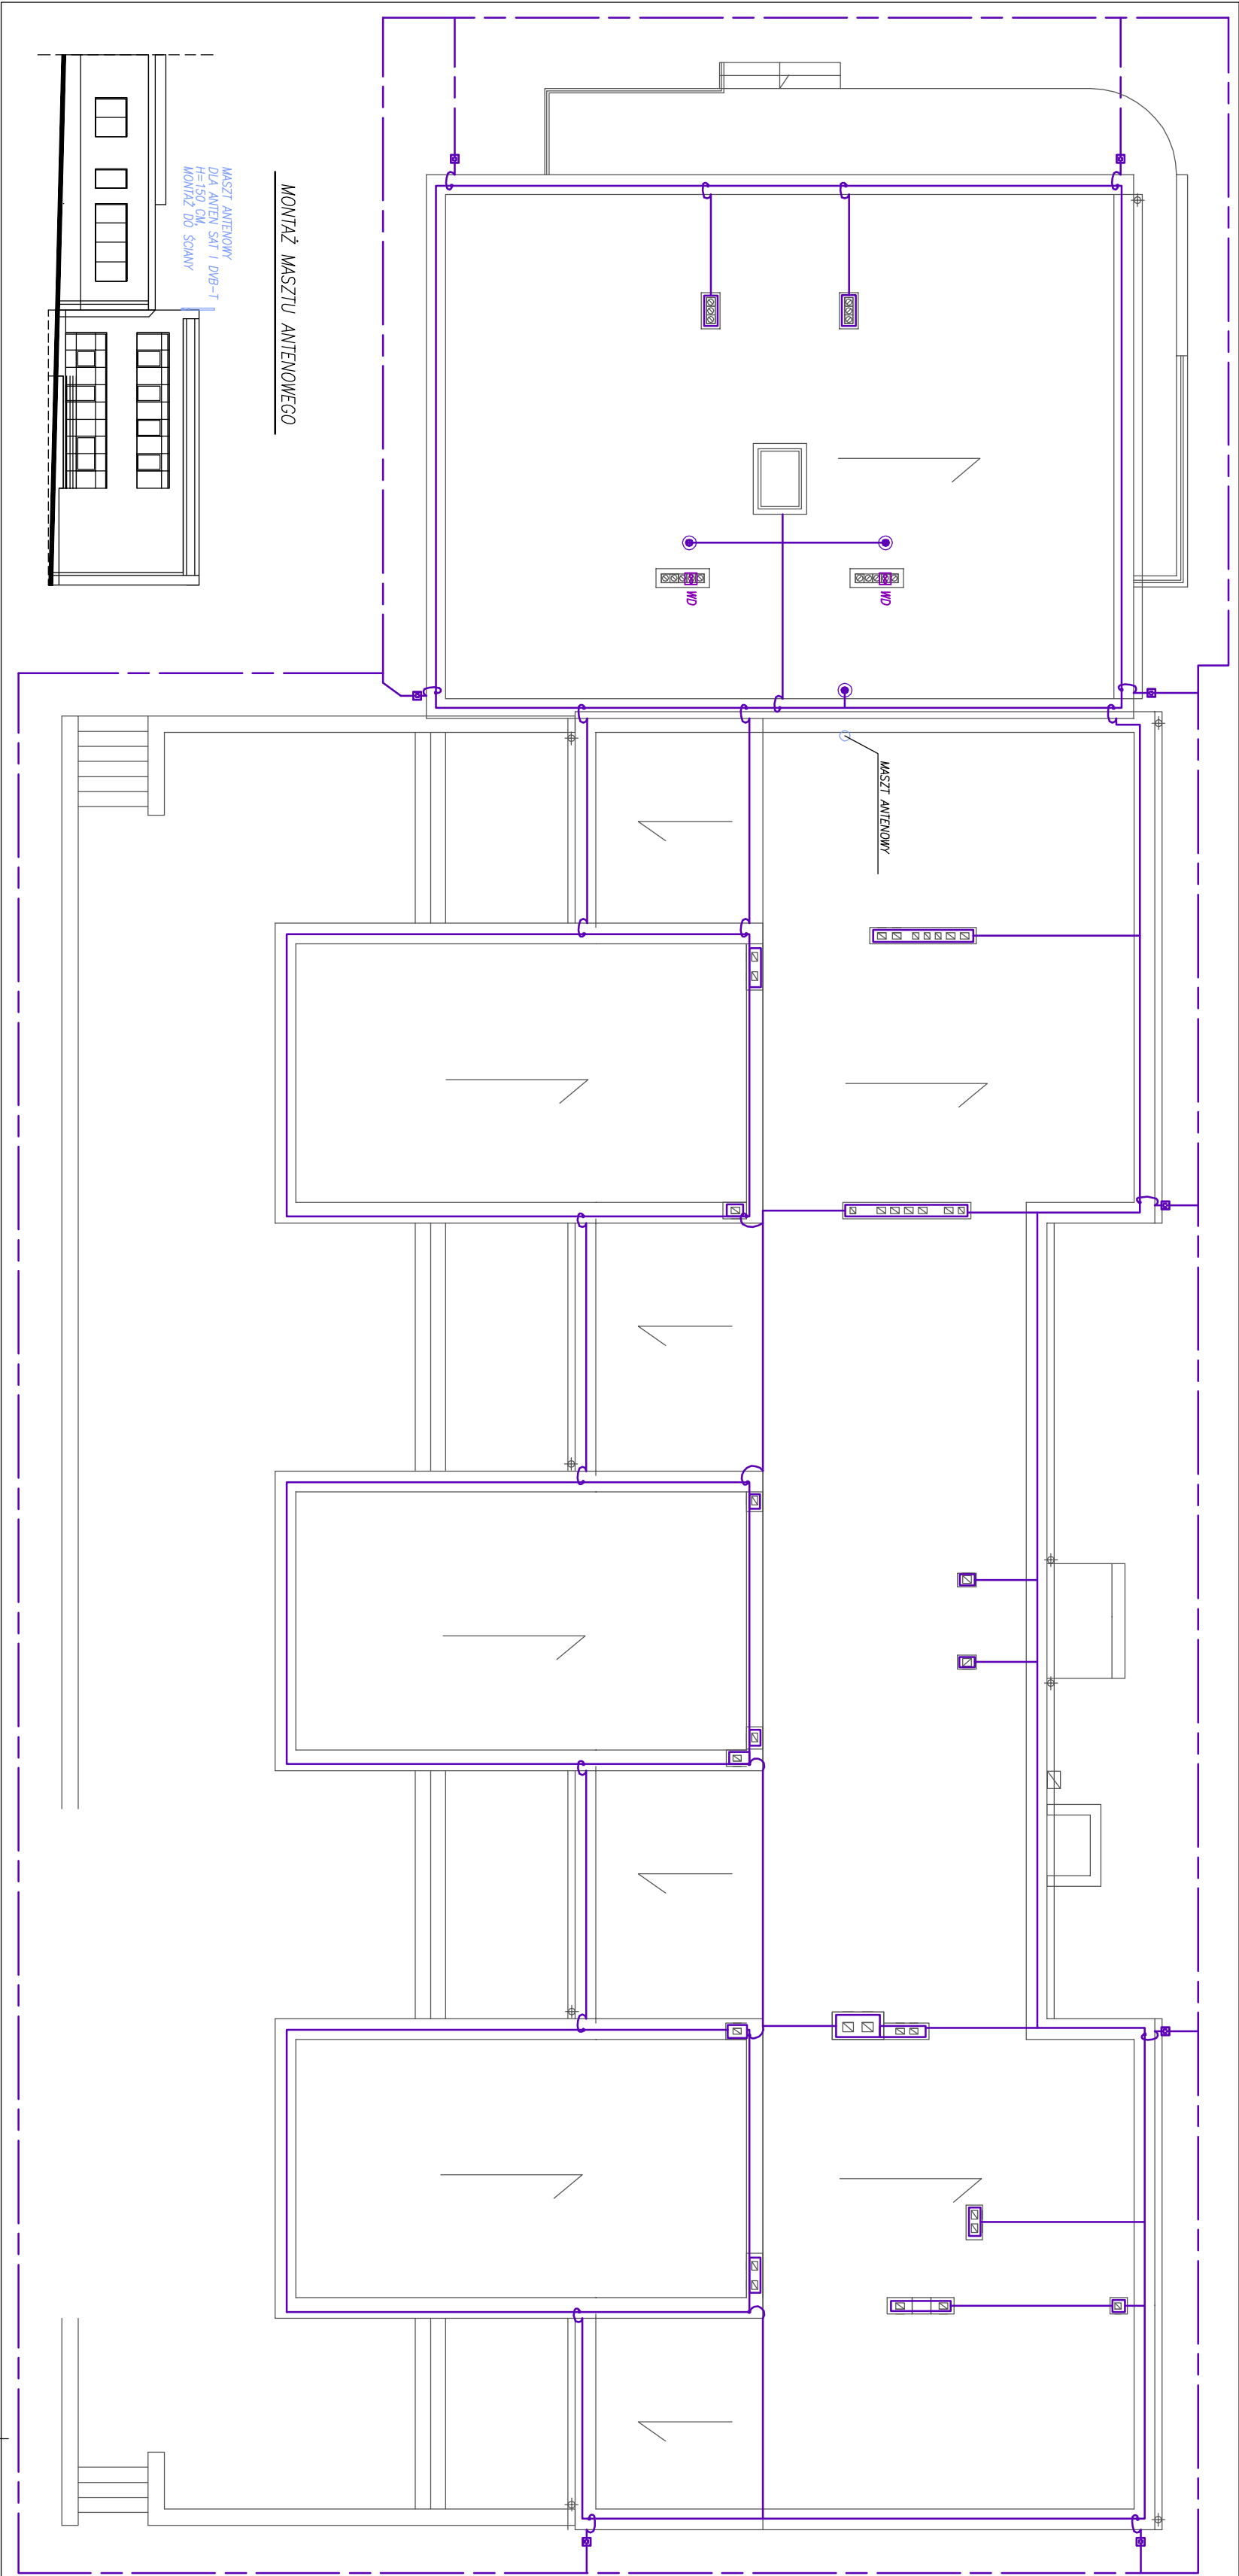 MONTAŻ MASZTU ANTENOWEGO
MASZT ANTENOWY
DLA ANTEN SAT I DVB-T
H=150 CM,
MONTAŻ DO ŚCIANY
WD
WD
MASZT ANTENOWY